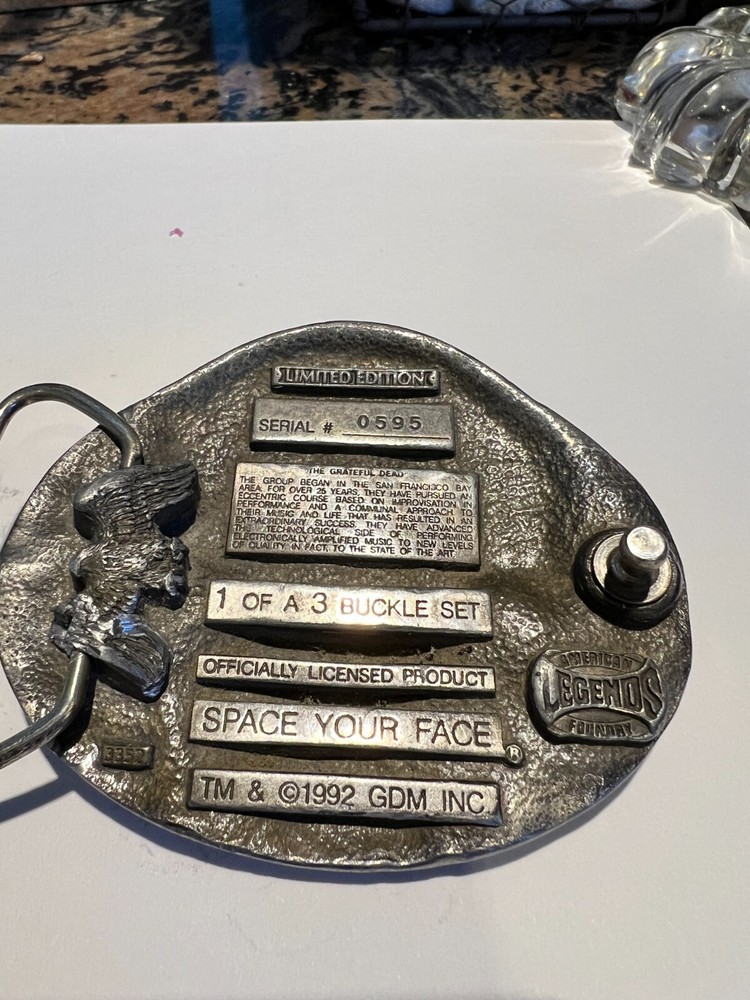 LIMITED EDITION
SERIAL # 0595
"THE GRATEFUL DEAD"
THE GROUP BEGAN IN THE SAN FRANCISCO BAY
AREA. FOR OVER 25 YEARS, THEY HAVE PURSUED AN
ECCENTRIC COURSE BASED ON IMPROVISATION IN
PERFORMANCE AND A COMMUNAL APPROACH TO
THEIR MUSIC AND LIFE THAT HAS RESULTED IN AN
EXTRAORDINARY SUCCESS. THEY HAVE ADVANCED
THE TECHNOLOGICAL SIDE OF PERFORMING
ELECTRONICALLY AMPLIFIED MUSIC TO NEW LEVELS
OF QUALITY. IN FACT, TO THE STATE OF THE ART.
1 OF A 3 BUCKLE SET
OFFICIALLY LICENSED PRODUCT
SPACE YOUR FACE ®
TM & ©1992 GDM INC
AMERICAN
LEGENDS
FOUNDRY